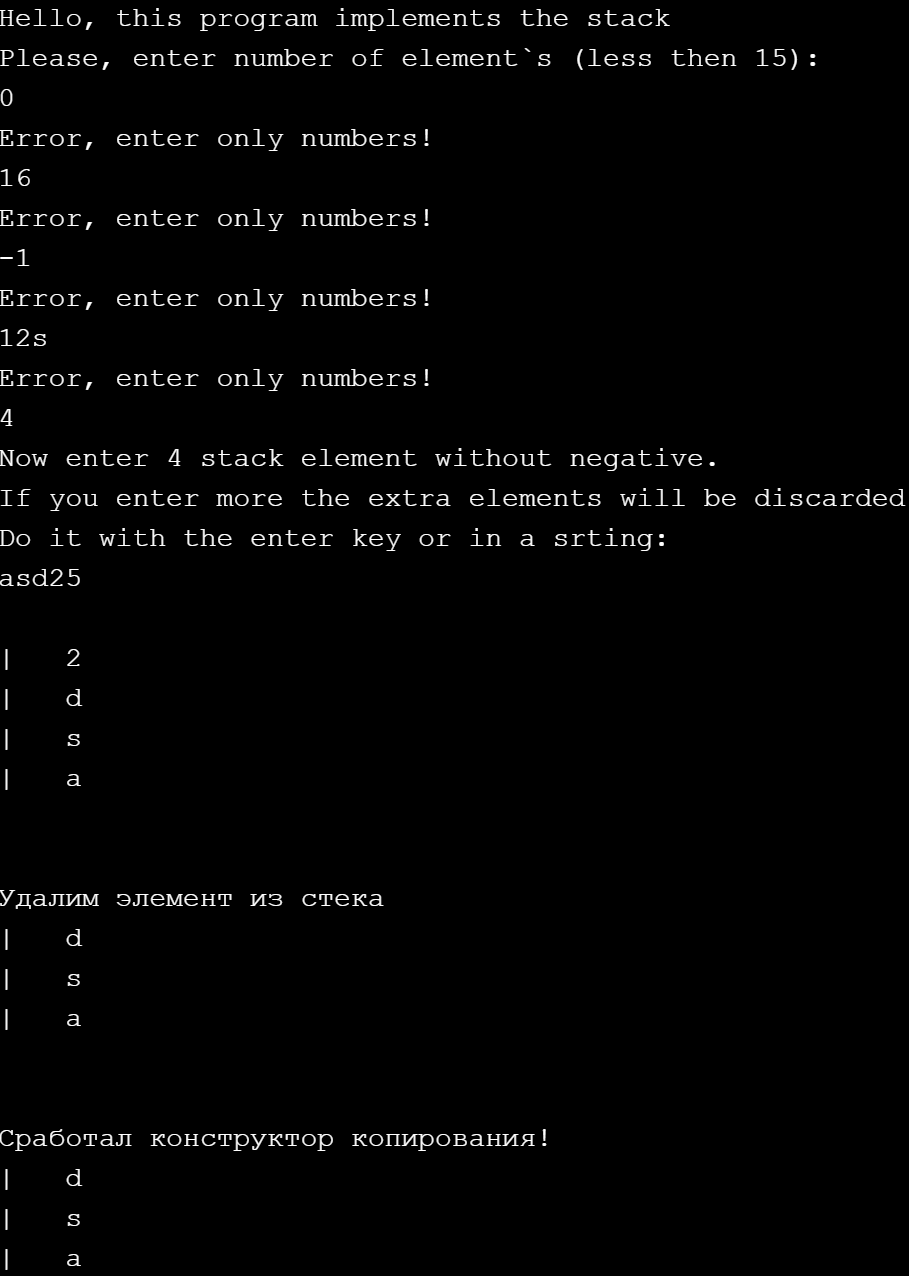 Hello, this program implements the stack
Please, enter number of element`s (less then 15):
0
Error, enter only numbers!
16
Error, enter only numbers!
-1
Error, enter only numbers!
12s
Error, enter only numbers!
4
Now enter 4 stack element without negative.
If you enter more the extra elements will be discarded
Do it with the enter key or in a srting:
asd25
|   2
|   d
|   s
|   a
Удалим элемент из стека
|   d
|   s
|   a
Сработал конструктор копирования!
|   d
|   s
|   a